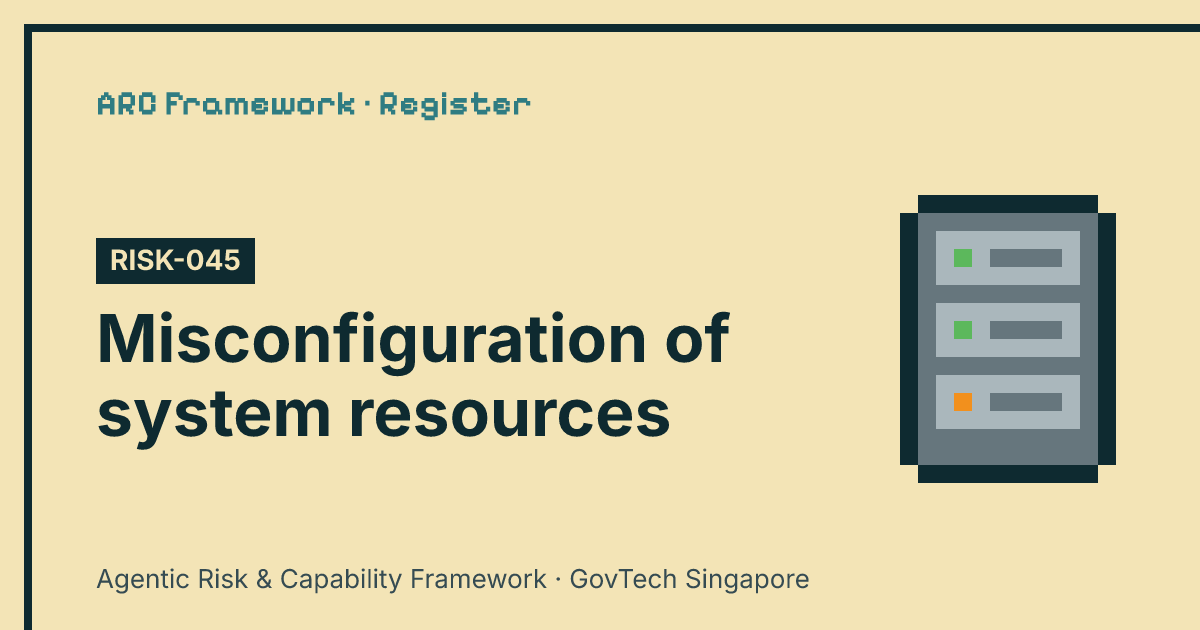 ARC Framework · Register
RISK-045
Misconfiguration of
system resources
Agentic Risk & Capability Framework · GovTech Singapore